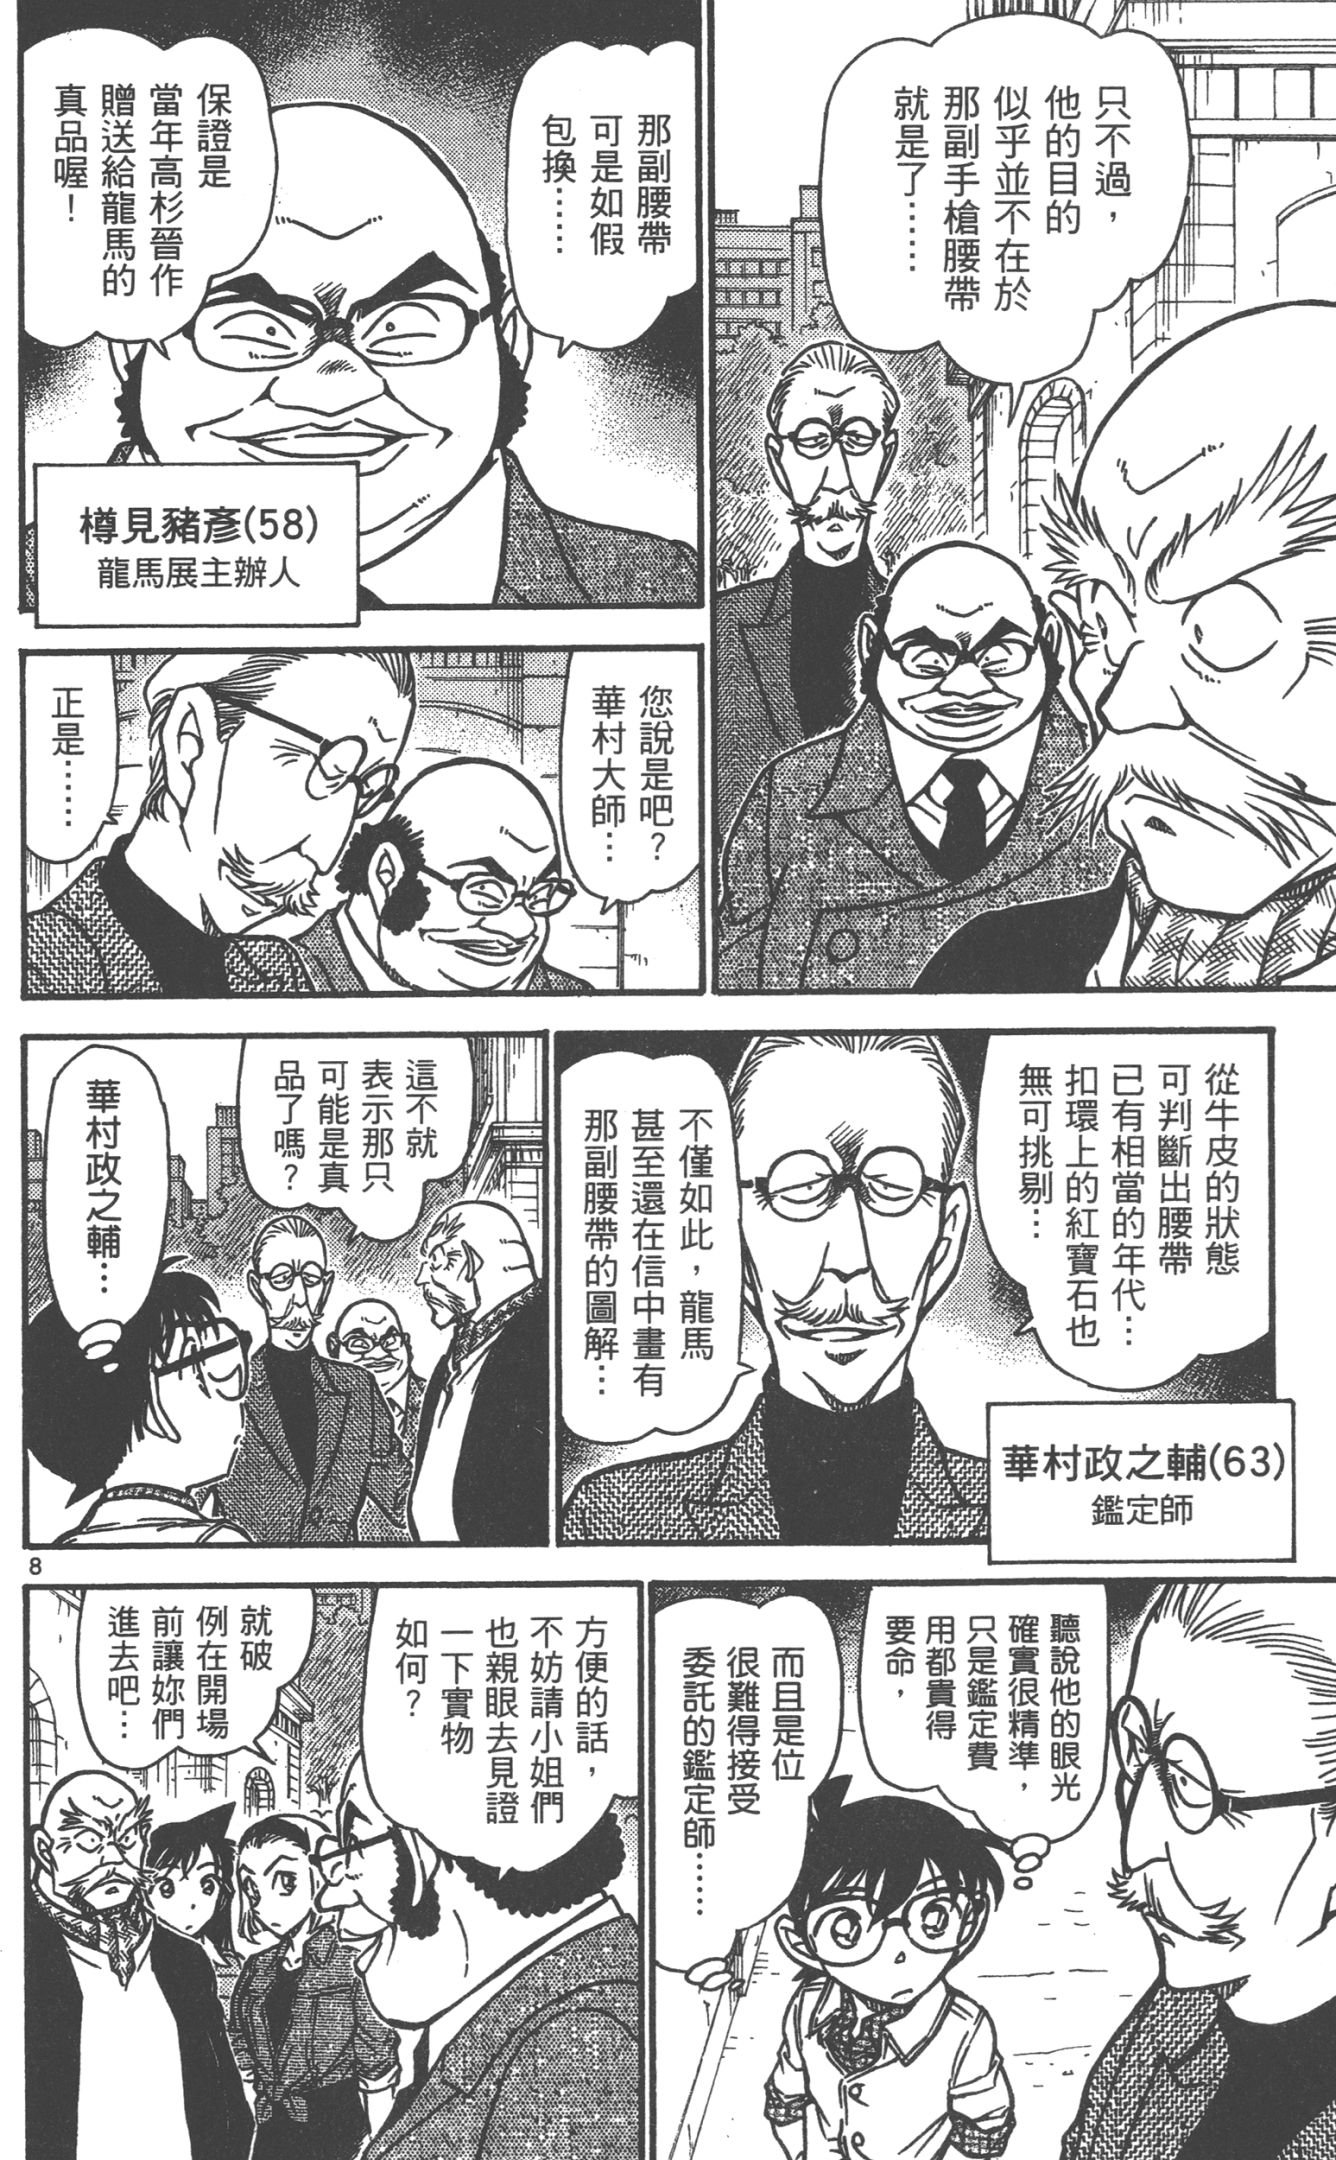 只不過，
他的目的
似乎並不在於
那副手槍腰帶
就是了……
那副腰帶
可是如假
包換……
保證是
當年高杉晉作
贈送給龍馬的
真品喔！
樽見豬彥(58)
龍馬展主辦人
您說是吧？
華村大師…
正是……
從牛皮的狀態
可判斷出腰帶
已有相當的年代…
扣環上的紅寶石也
無可挑剔…
不僅如此，龍馬
甚至還在信中畫有
那副腰帶的圖解…
華村政之輔(63)
鑑定師
這不就
表示那只
可能是真
品了嗎？
華村政之輔…
8
聽說他的眼光
確實很精準，
只是鑑定費
用都貴得
要命，
而且是位
很難得接受
委託的鑑定師……
方便的話，
不妨請小姐們
也親眼去見證
一下實物
如何？
就破
例在開場
前讓妳們
進去吧…